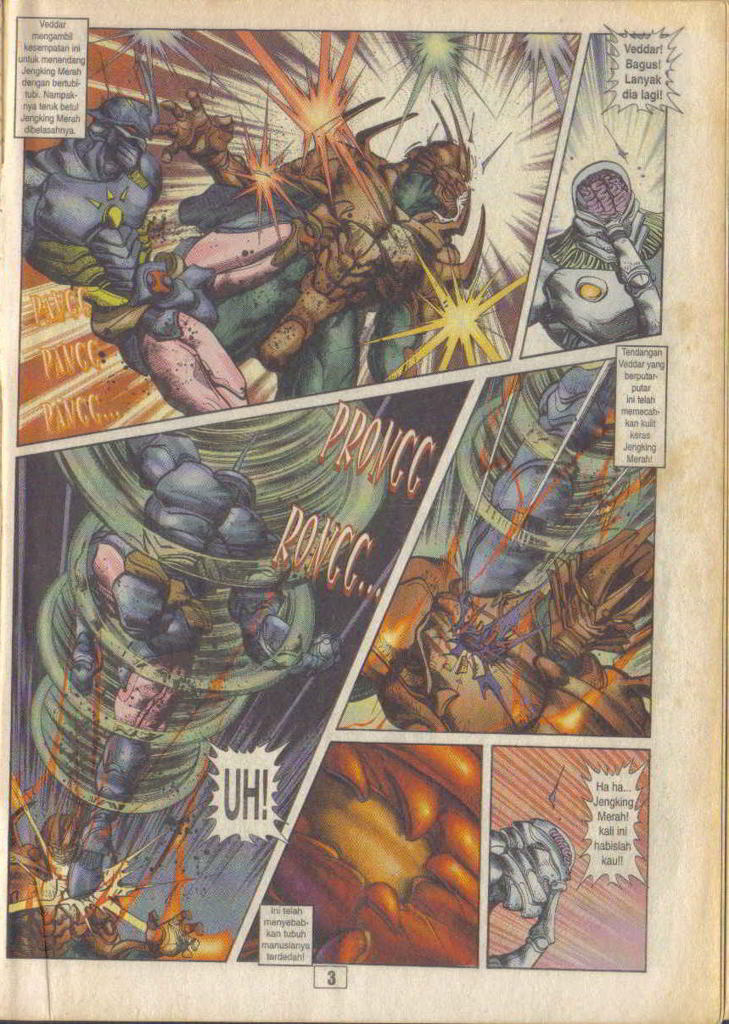 Veddar
mengambil
kesempatan ini
untuk menendang
Jengking Merah
dengan bertubi-
tubi. Nampak-
nya teruk betul
Jengking Merah
dibelasahnya.
Veddar!
Bagus!
Lanyak
dia lagi!
PANGG
PANGG
PANGG...
Tendangan
Veddar yang
berputar-
putar
ini telah
memecah-
kan kulit
keras
Jengking
Merah!
PRONGG
RONGG...
UH!
Ini telah
menyebab-
kan tubuh
manusianya
terdedah!
Ha ha...
Jengking
Merah!
kali ini
habislah
kau!!
3